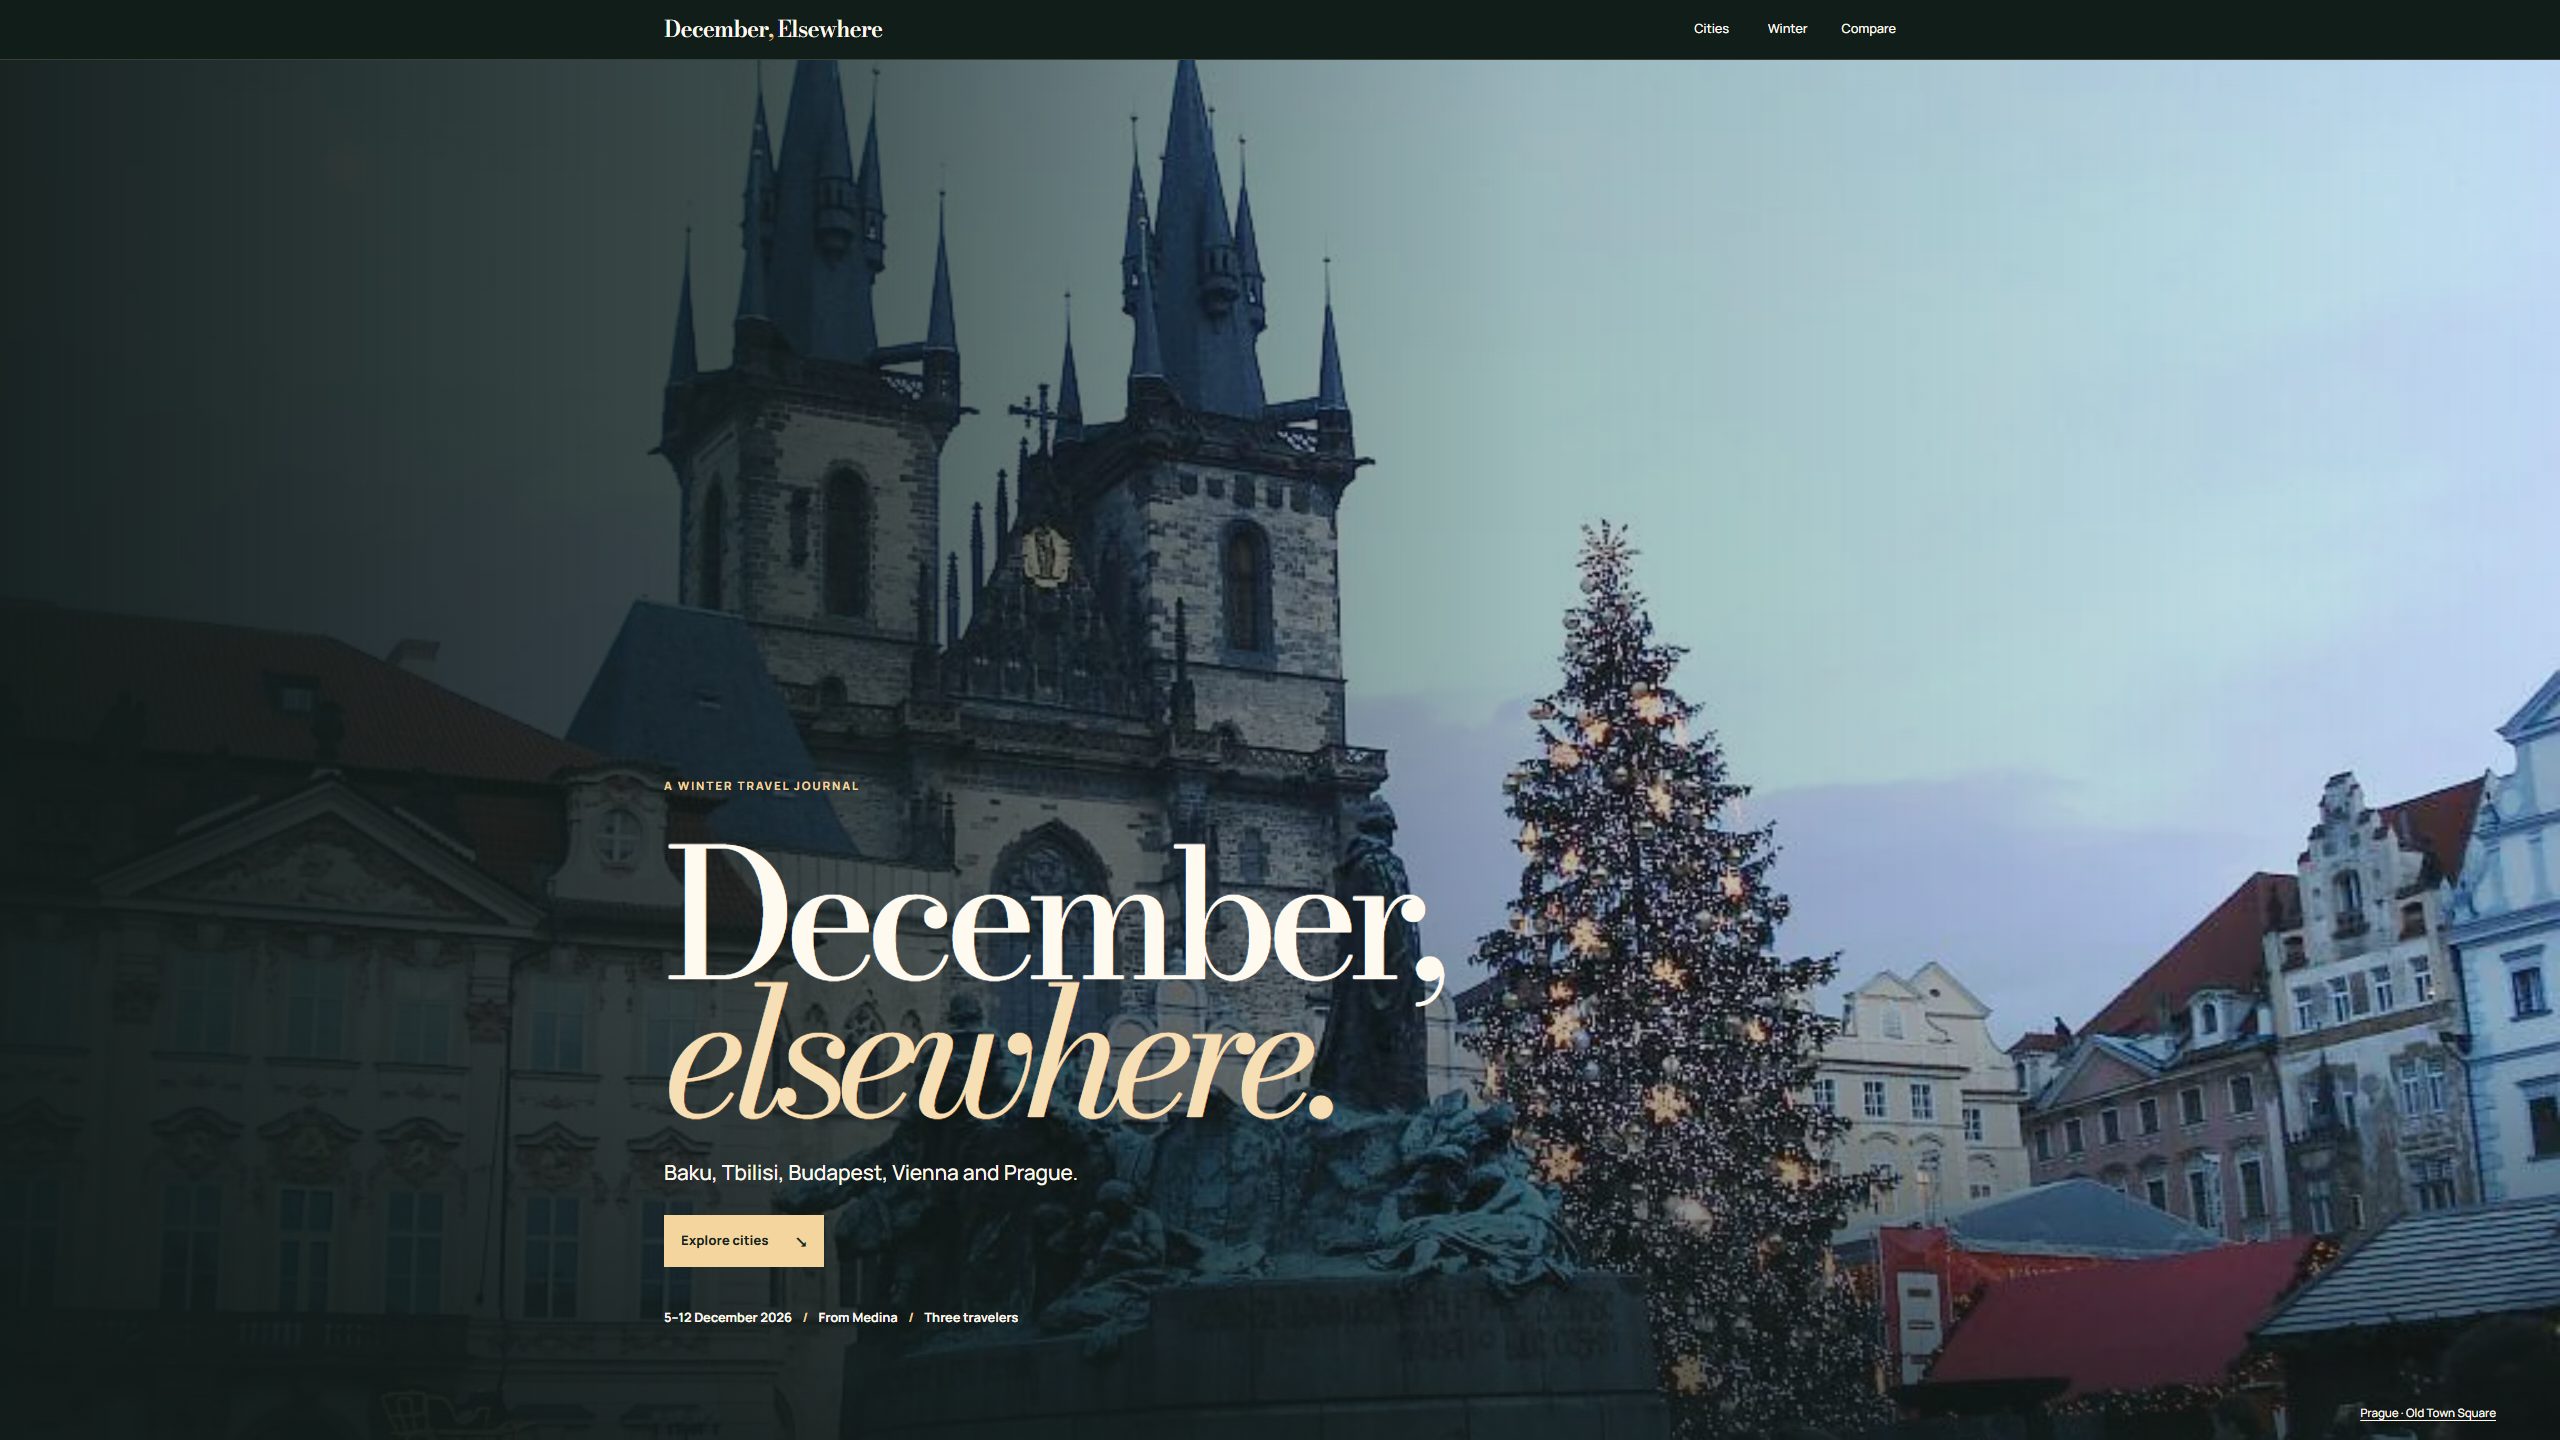 December, Elsewhere
Cities
Winter
Compare
A WINTER TRAVEL JOURNAL
December,
elsewhere.
Baku, Tbilisi, Budapest, Vienna and Prague.
Explore cities ↘
5–12 December 2026 / From Medina / Three travelers
Prague · Old Town Square